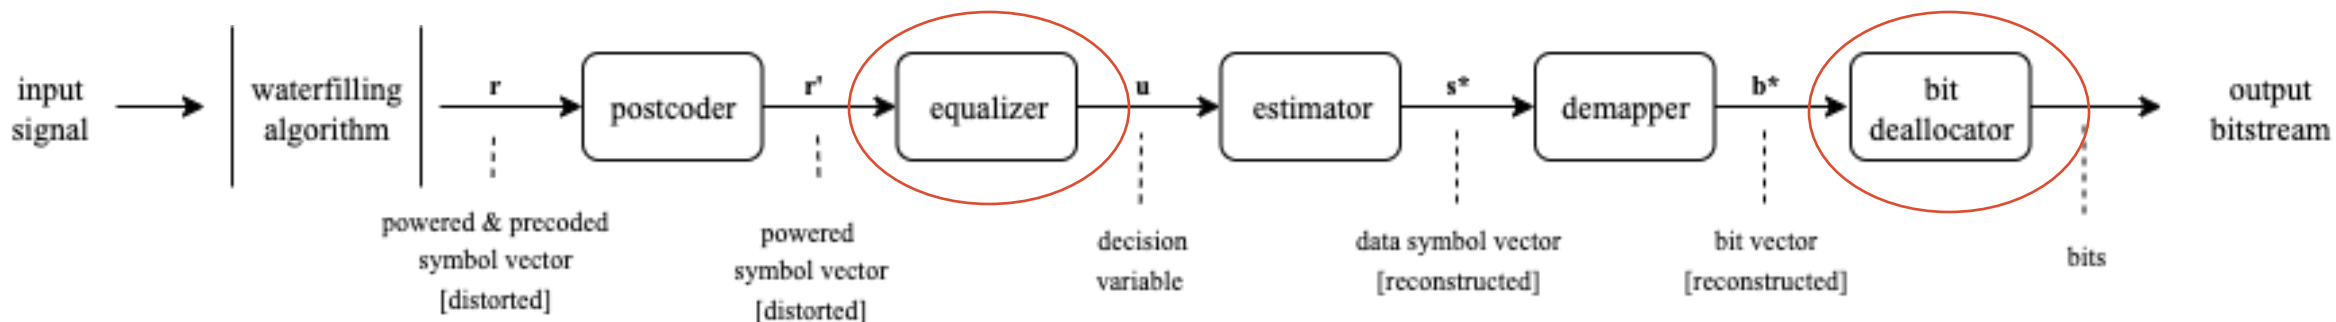 input
signal
waterfilling
algorithm
r
postcoder
r'
equalizer
u
estimator
s*
demapper
b*
bit
deallocator
output
bitstream
powered & precoded
symbol vector
[distorted]
powered
symbol vector
[distorted]
decision
variable
data symbol vector
[reconstructed]
bit vector
[reconstructed]
bits